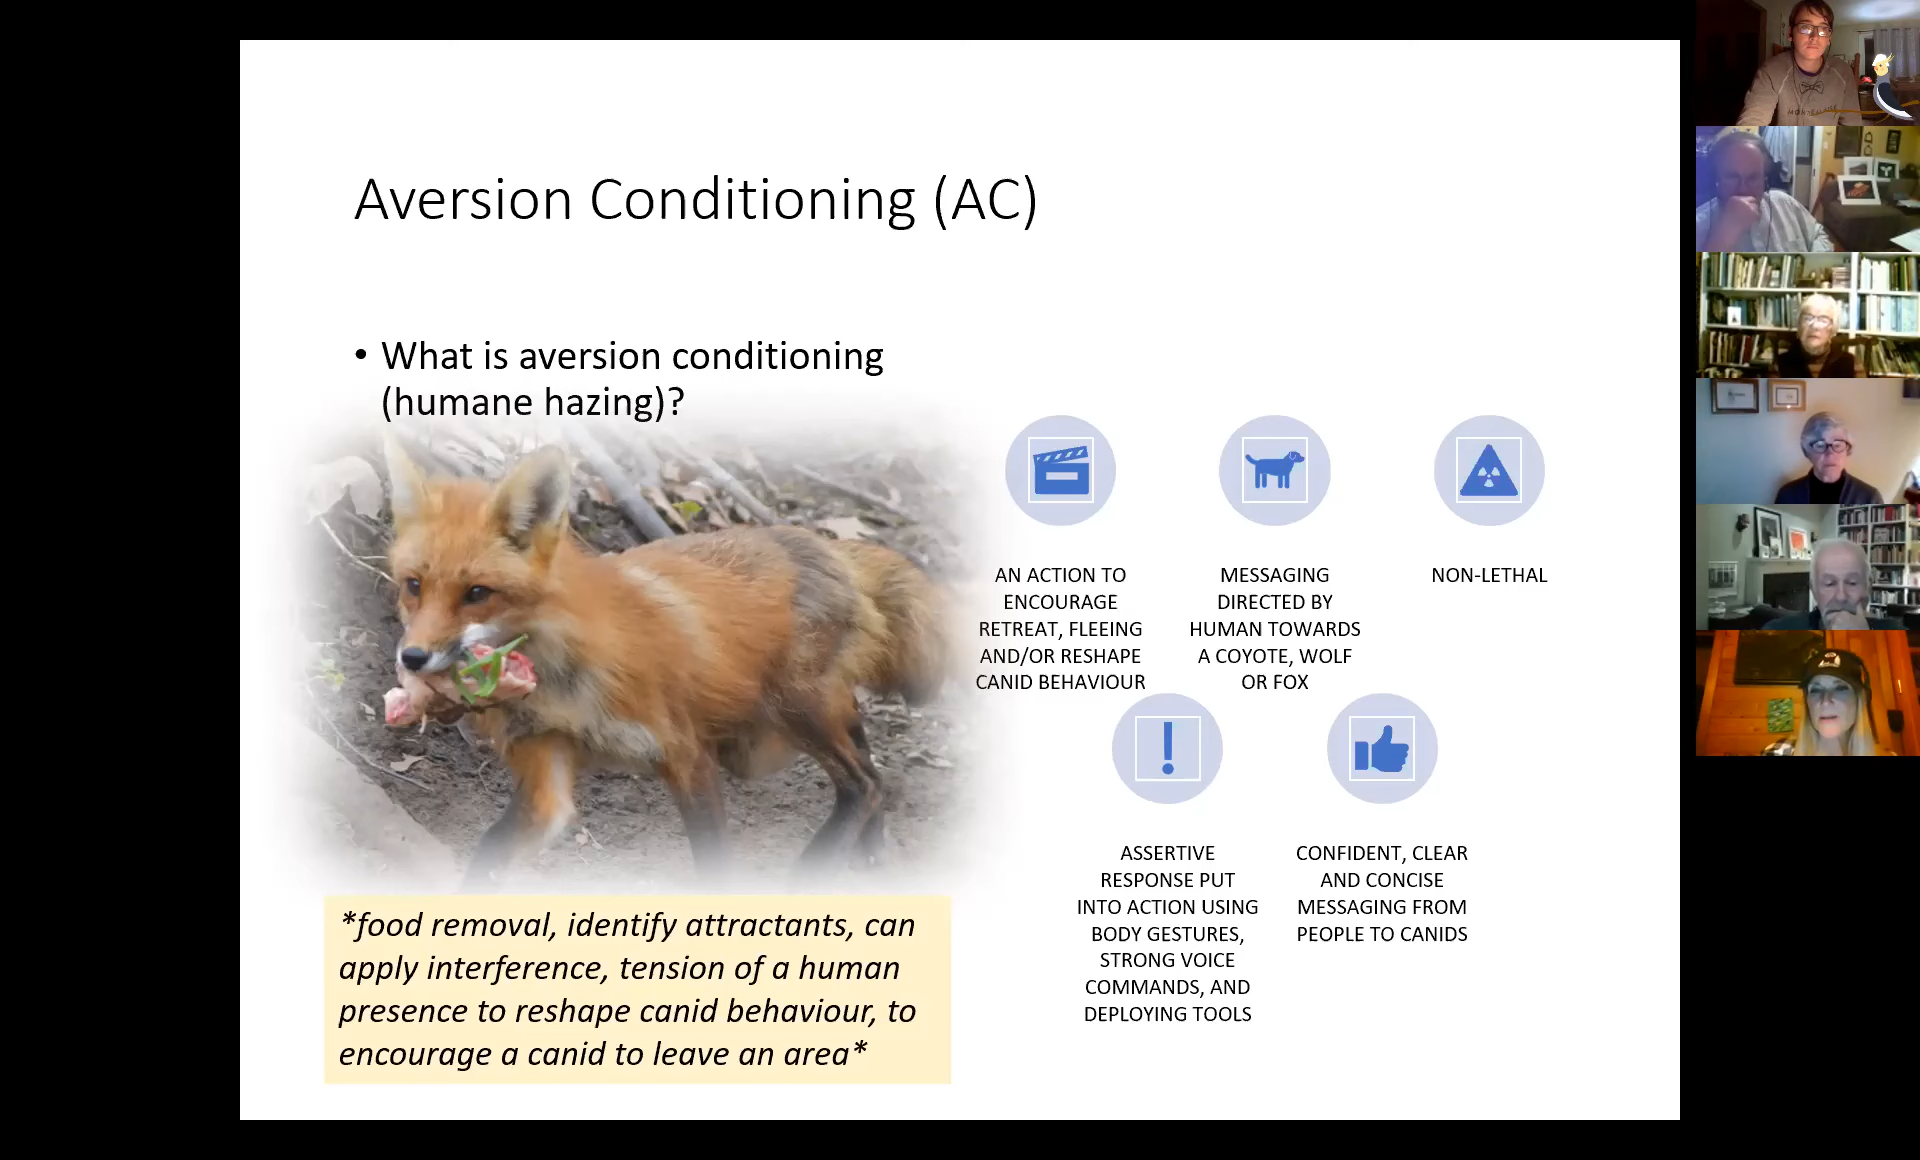 Aversion Conditioning (AC)
• What is aversion conditioning
(humane hazing)?
AN ACTION TO
ENCOURAGE
RETREAT, FLEEING
AND/OR RESHAPE
CANID BEHAVIOUR
MESSAGING
DIRECTED BY
HUMAN TOWARDS
A COYOTE, WOLF
OR FOX
NON-LETHAL
ASSERTIVE
RESPONSE PUT
INTO ACTION USING
BODY GESTURES,
STRONG VOICE
COMMANDS, AND
DEPLOYING TOOLS
CONFIDENT, CLEAR
AND CONCISE
MESSAGING FROM
PEOPLE TO CANIDS
*food removal, identify attractants, can
apply interference, tension of a human
presence to reshape canid behaviour, to
encourage a canid to leave an area*